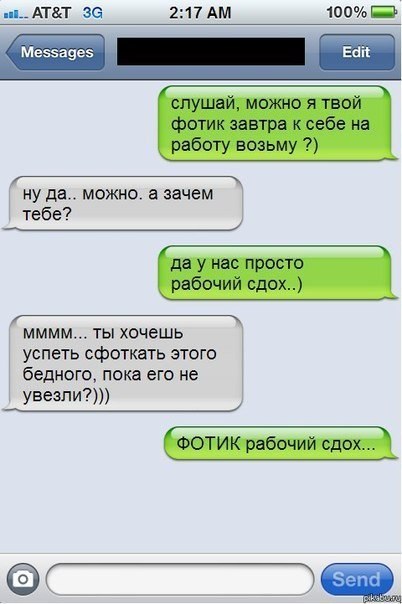 AT&T 3G 2:17 AM 100%
Messages Edit
слушай, можно я твой
фотик завтра к себе на
работу возьму ?)
ну да.. можно. а зачем
тебе?
да у нас просто
рабочий сдох..)
мммм... ты хочешь
успеть сфоткать этого
бедного, пока его не
увезли?)))
ФОТИК рабочий сдох...
Send
pikabu.ru